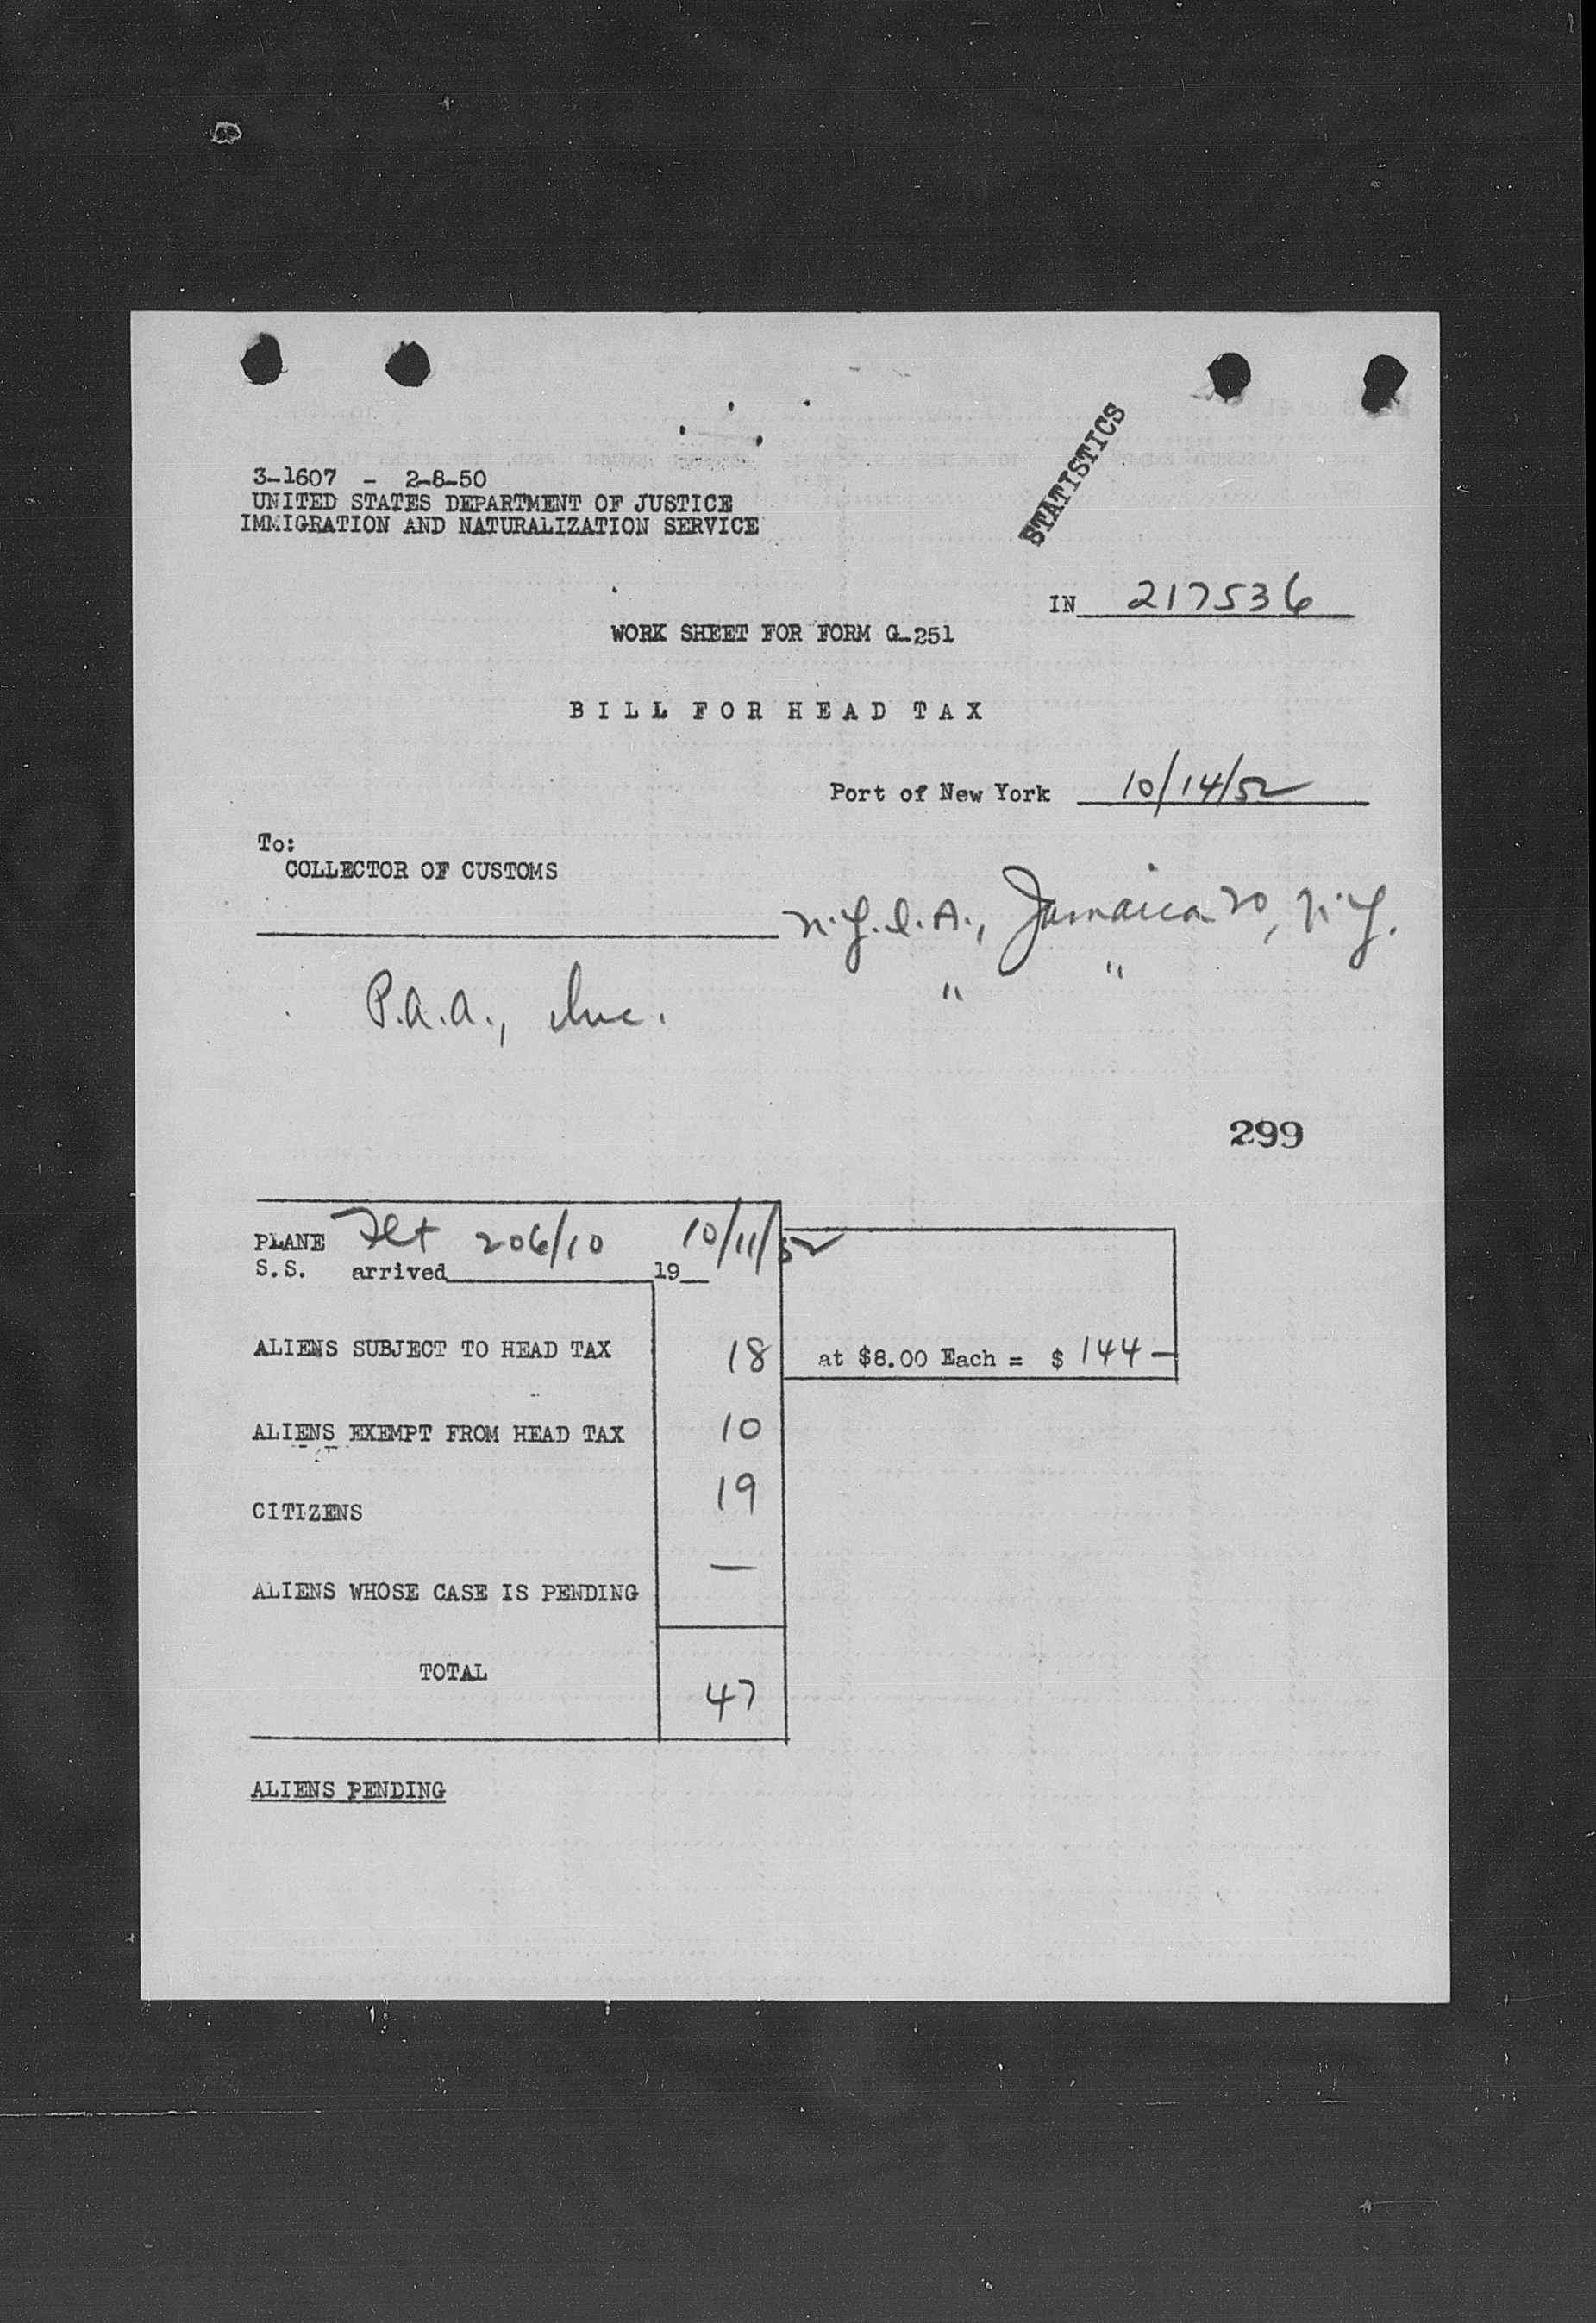 STATISTICS
3-1607 - 2-8-50
UNITED STATES DEPARTMENT OF JUSTICE
IMMIGRATION AND NATURALIZATION SERVICE
IN 217536
WORK SHEET FOR FORM G-251
BILL FOR HEAD TAX
Port of New York 10/14/52
To:
COLLECTOR OF CUSTOMS
N.Y.I.A., Jamaica 20, N.Y.
P.A.A., Inc. " "
299
PLANE Flt 206/10 10/11/52
S.S. arrived 19
ALIENS SUBJECT TO HEAD TAX 18 at $8.00 Each = $ 144 —
ALIENS EXEMPT FROM HEAD TAX 10
CITIZENS 19
ALIENS WHOSE CASE IS PENDING —
TOTAL 47
ALIENS PENDING